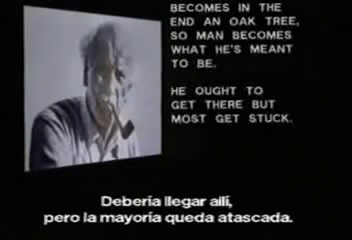 BECOMES IN THE
END AN OAK TREE,
SO MAN BECOMES
WHAT HE'S MEANT
TO BE.
HE OUGHT TO
GET THERE BUT
MOST GET STUCK.
Debería llegar allí,
pero la mayoría queda atascada.